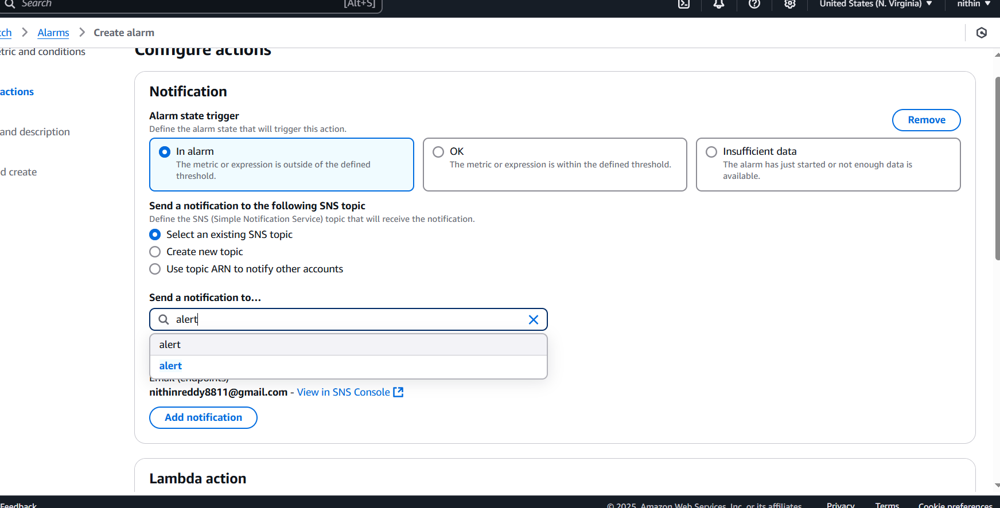 Search [Alt+S] United States (N. Virginia) nithin
tch Alarms Create alarm
etric and conditions
actions
and description
d create
Configure actions
Notification
Alarm state trigger
Define the alarm state that will trigger this action.
Remove
In alarm
The metric or expression is outside of the defined
threshold.
OK
The metric or expression is within the defined threshold.
Insufficient data
The alarm has just started or not enough data is
available.
Send a notification to the following SNS topic
Define the SNS (Simple Notification Service) topic that will receive the notification.
Select an existing SNS topic
Create new topic
Use topic ARN to notify other accounts
Send a notification to…
alert
alert
alert
Email (endpoints)
nithinreddy8811@gmail.com - View in SNS Console
Add notification
Lambda action
Feedback © 2025, Amazon Web Services, Inc. or its affiliates. Privacy Terms Cookie preferences